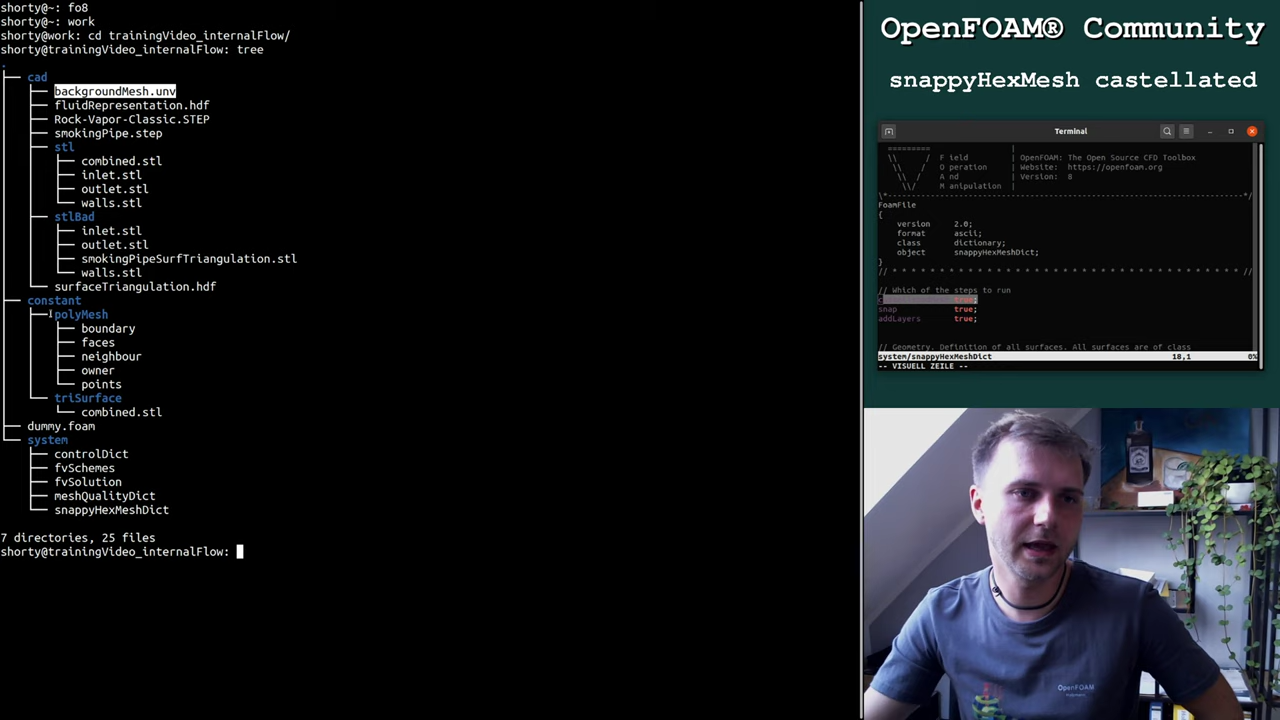 shorty@~: fo8
shorty@~: work
shorty@work: cd trainingVideo_internalFlow/
shorty@trainingVideo_internalFlow: tree
.
├── cad
│   ├── backgroundMesh.unv
│   ├── fluidRepresentation.hdf
│   ├── Rock-Vapor-Classic.STEP
│   ├── smokingPipe.step
│   ├── stl
│   │   ├── combined.stl
│   │   ├── inlet.stl
│   │   ├── outlet.stl
│   │   └── walls.stl
│   ├── stlBad
│   │   ├── inlet.stl
│   │   ├── outlet.stl
│   │   ├── smokingPipeSurfTriangulation.stl
│   │   └── walls.stl
│   └── surfaceTriangulation.hdf
├── constant
│   ├── polyMesh
│   │   ├── boundary
│   │   ├── faces
│   │   ├── neighbour
│   │   ├── owner
│   │   └── points
│   └── triSurface
│       └── combined.stl
├── dummy.foam
└── system
    ├── controlDict
    ├── fvSchemes
    ├── fvSolution
    ├── meshQualityDict
    └── snappyHexMeshDict
7 directories, 25 files
shorty@trainingVideo_internalFlow:
OpenFOAM® Community
snappyHexMesh castellated
Terminal
========= |
\\ / F ield | OpenFOAM: The Open Source CFD Toolbox
\\ / O peration | Website: https://openfoam.org
\\ / A nd | Version: 8
\\/ M anipulation |
\*---------------------------------------------------------------------------*/
FoamFile
{
version 2.0;
format ascii;
class dictionary;
object snappyHexMeshDict;
}
// * * * * * * * * * * * * * * * * * * * * * * * * * * * * * * * * * * * * * //
// Which of the steps to run
true;
snap true;
addLayers true;
// Geometry. Definition of all surfaces. All surfaces are of class
system/snappyHexMeshDict 18,1 0%
-- VISUELL ZEILE --
OpenFOAM